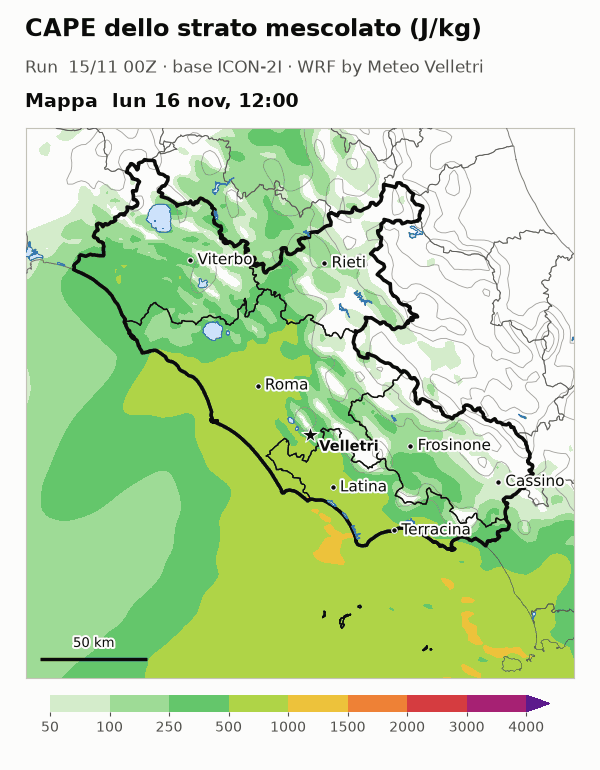 CAPE dello strato mescolato (J/kg)
Run 15/11 00Z · base ICON-2I · WRF by Meteo Velletri
Mappa lun 16 nov, 12:00
Viterbo
Rieti
Roma
Velletri
Frosinone
Cassino
Latina
Terracina
50 km
50 100 250 500 1000 1500 2000 3000 4000